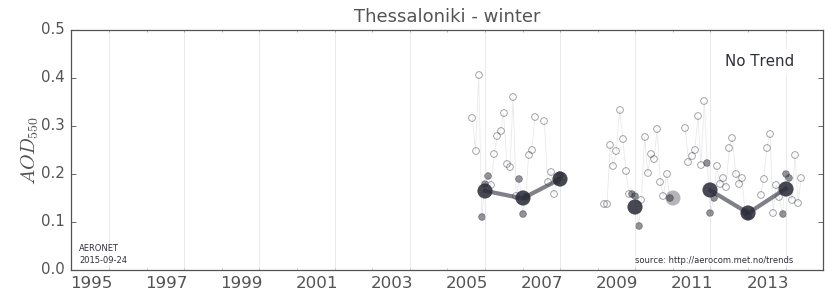 Thessaloniki - winter
0.5
No Trend
0.4
0.3
AOD550
0.2
0.1
AERONET
2015-09-24
source: http://aerocom.met.no/trends
0.0
1995 1997 1999 2001 2003 2005 2007 2009 2011 2013